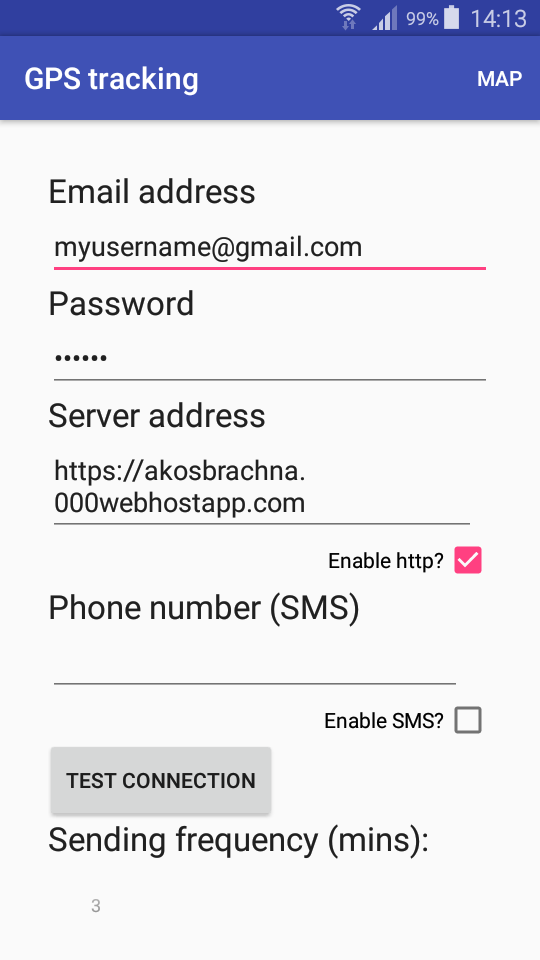 99% 14:13
GPS tracking MAP
Email address
myusername@gmail.com
Password
••••••
Server address
https://akosbrachna.
000webhostapp.com
Enable http?
Phone number (SMS)
Enable SMS?
TEST CONNECTION
Sending frequency (mins):
3